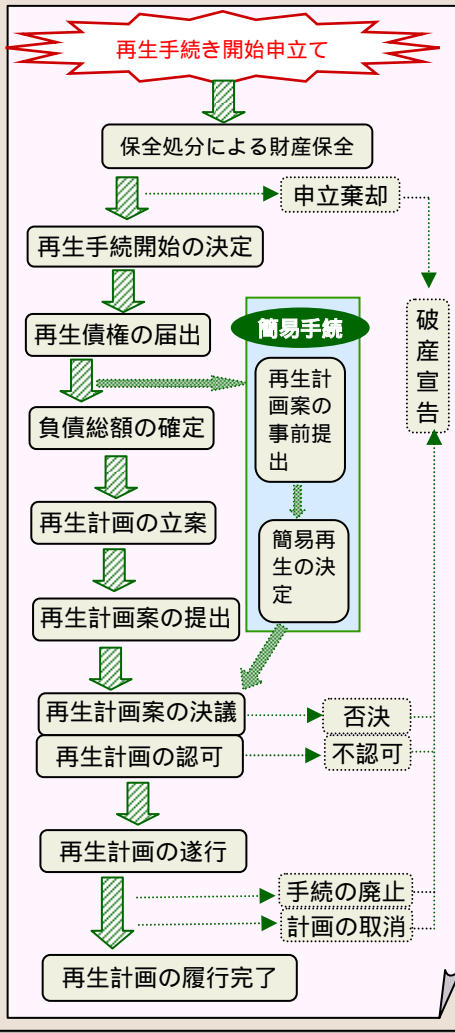 再生手続き開始申立て
保全処分による財産保全
申立棄却
再生手続開始の決定
再生債権の届出
簡易手続
破
産
宣
告
再生計
画案の
事前提
出
負債総額の確定
再生計画の立案
簡易再
生の決
定
再生計画案の提出
再生計画案の決議
否決
再生計画の認可
不認可
再生計画の遂行
手続の廃止
計画の取消
再生計画の履行完了